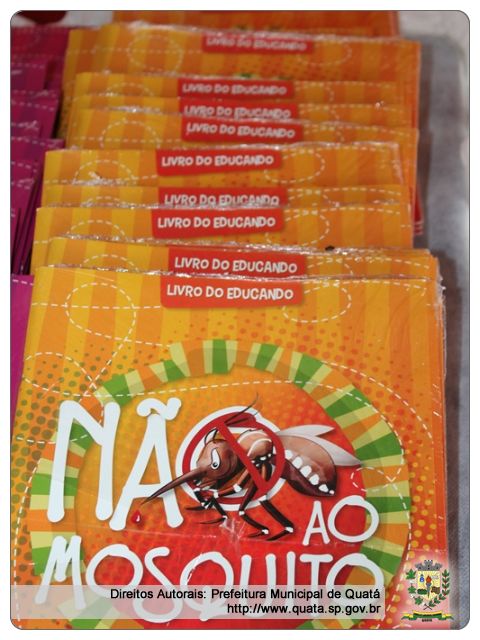 LIVRO DO EDUCANDO
LIVRO DO EDUCANDO
LIVRO DO EDUCANDO
LIVRO DO EDUCANDO
LIVRO DO EDUCANDO
LIVRO DO EDUCANDO
LIVRO DO EDUCANDO
LIVRO DO EDUCANDO
LIVRO DO EDUCANDO
NÃO
AO
MOSQUITO
Direitos Autorais: Prefeitura Municipal de Quatá
http://www.quata.sp.gov.br